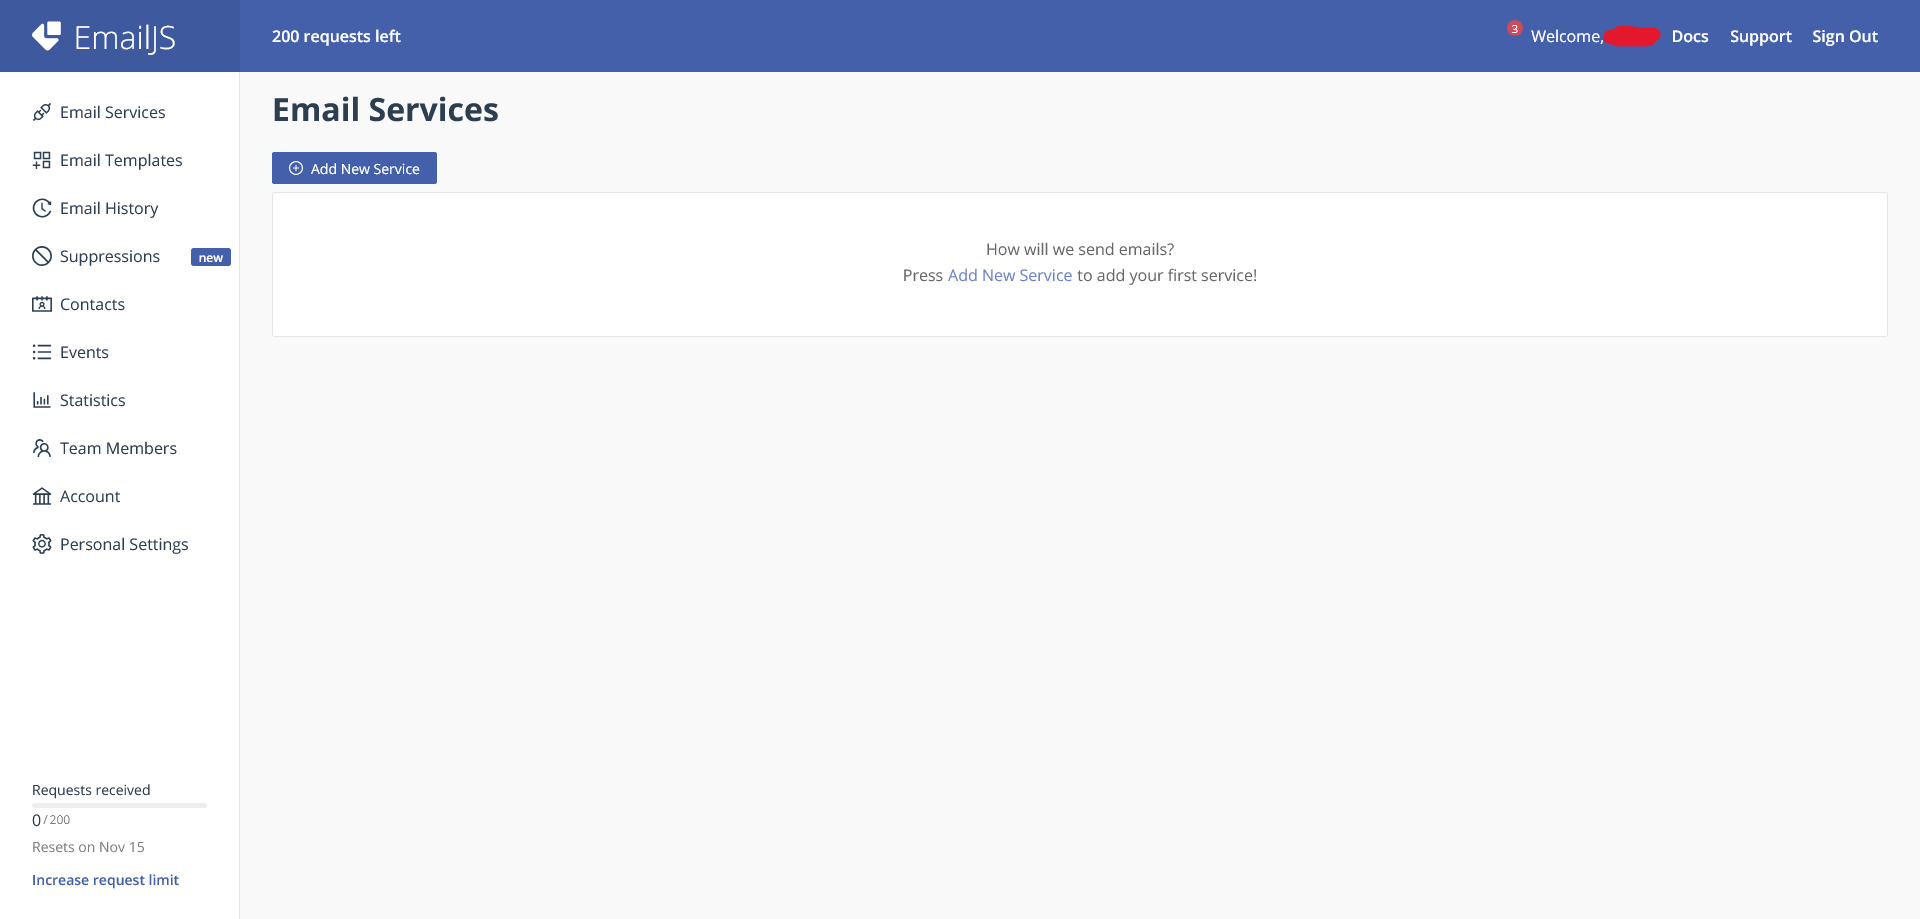 EmailJS
200 requests left
3
Welcome,
Docs
Support
Sign Out
Email Services
Email Templates
Email History
Suppressions
new
Contacts
Events
Statistics
Team Members
Account
Personal Settings
Requests received
0/200
Resets on Nov 15
Increase request limit
Email Services
Add New Service
How will we send emails?
Press Add New Service to add your first service!